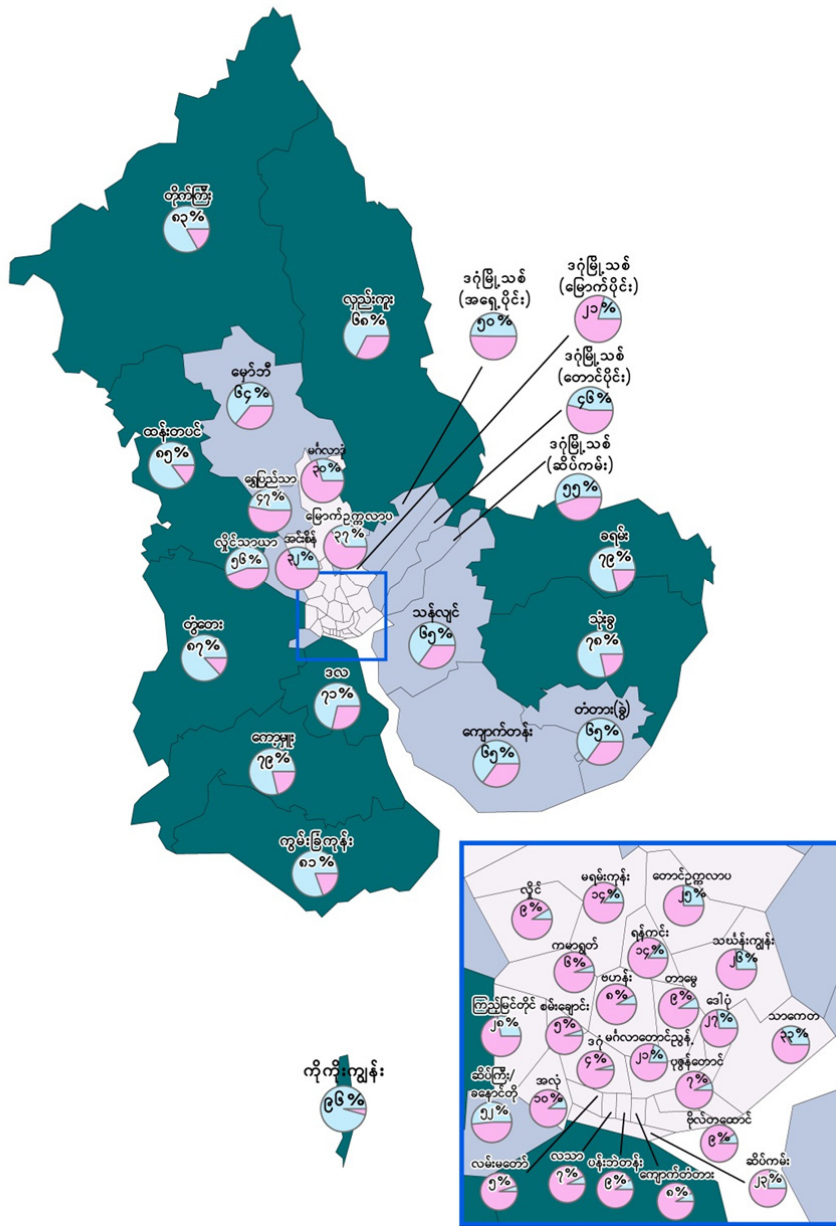 တိုက်ကြီး
၈၃%
လှည်းကူး
၆၈%
ဒဂုံမြို့သစ်
(အရှေ့ပိုင်း)
၅၀%
ဒဂုံမြို့သစ်
(မြောက်ပိုင်း)
၂၁%
ဒဂုံမြို့သစ်
(တောင်ပိုင်း)
၄၆%
ဒဂုံမြို့သစ်
(ဆိပ်ကမ်း)
၅၅%
မှော်ဘီ
၆၄%
ထန်းတပင်
၈၅%
မင်္ဂလာဒုံ
၃၀%
ရွှေပြည်သာ
၄၇%
မြောက်ဥက္ကလာပ
၃၇%
လှိုင်သာယာ
၅၆%
အင်းစိန်
၃၂%
ခရမ်း
၇၉%
သန်လျင်
၆၅%
သုံးခွ
၇၈%
တွံတေး
၈၇%
ဒလ
၇၁%
တံတား(ခွဲ)
၆၅%
ကျောက်တန်း
၆၅%
ကော့မှူး
၇၉%
ကွမ်းခြံကုန်း
၈၁%
ကိုကိုးကျွန်း
၉၆%
မရမ်းကုန်း
၁၄%
တောင်ဥက္ကလာပ
၂၅%
လှိုင်
၉%
ရန်ကင်း
၁၄%
သင်္ဃန်းကျွန်း
၂၆%
ကမာရွတ်
၆%
ဗဟန်း
၈%
တာမွေ
၉%
ဒေါပုံ
၂၇%
သာကေတ
၃၃%
ကြည့်မြင်တိုင်
၂၈%
စမ်းချောင်း
၅%
ဒဂုံ
၄%
မင်္ဂလာတောင်ညွန့်
၂၁%
ပုဇွန်တောင်
၇%
ဆိပ်ကြီး/
ခနောင်တို
၅၂%
အလုံ
၁၀%
ဗိုလ်တထောင်
၉%
လမ်းမတော်
၅%
လသာ
၇%
ပန်းဘဲတန်း
၉%
ကျောက်တံတား
၈%
ဆိပ်ကမ်း
၂၃%